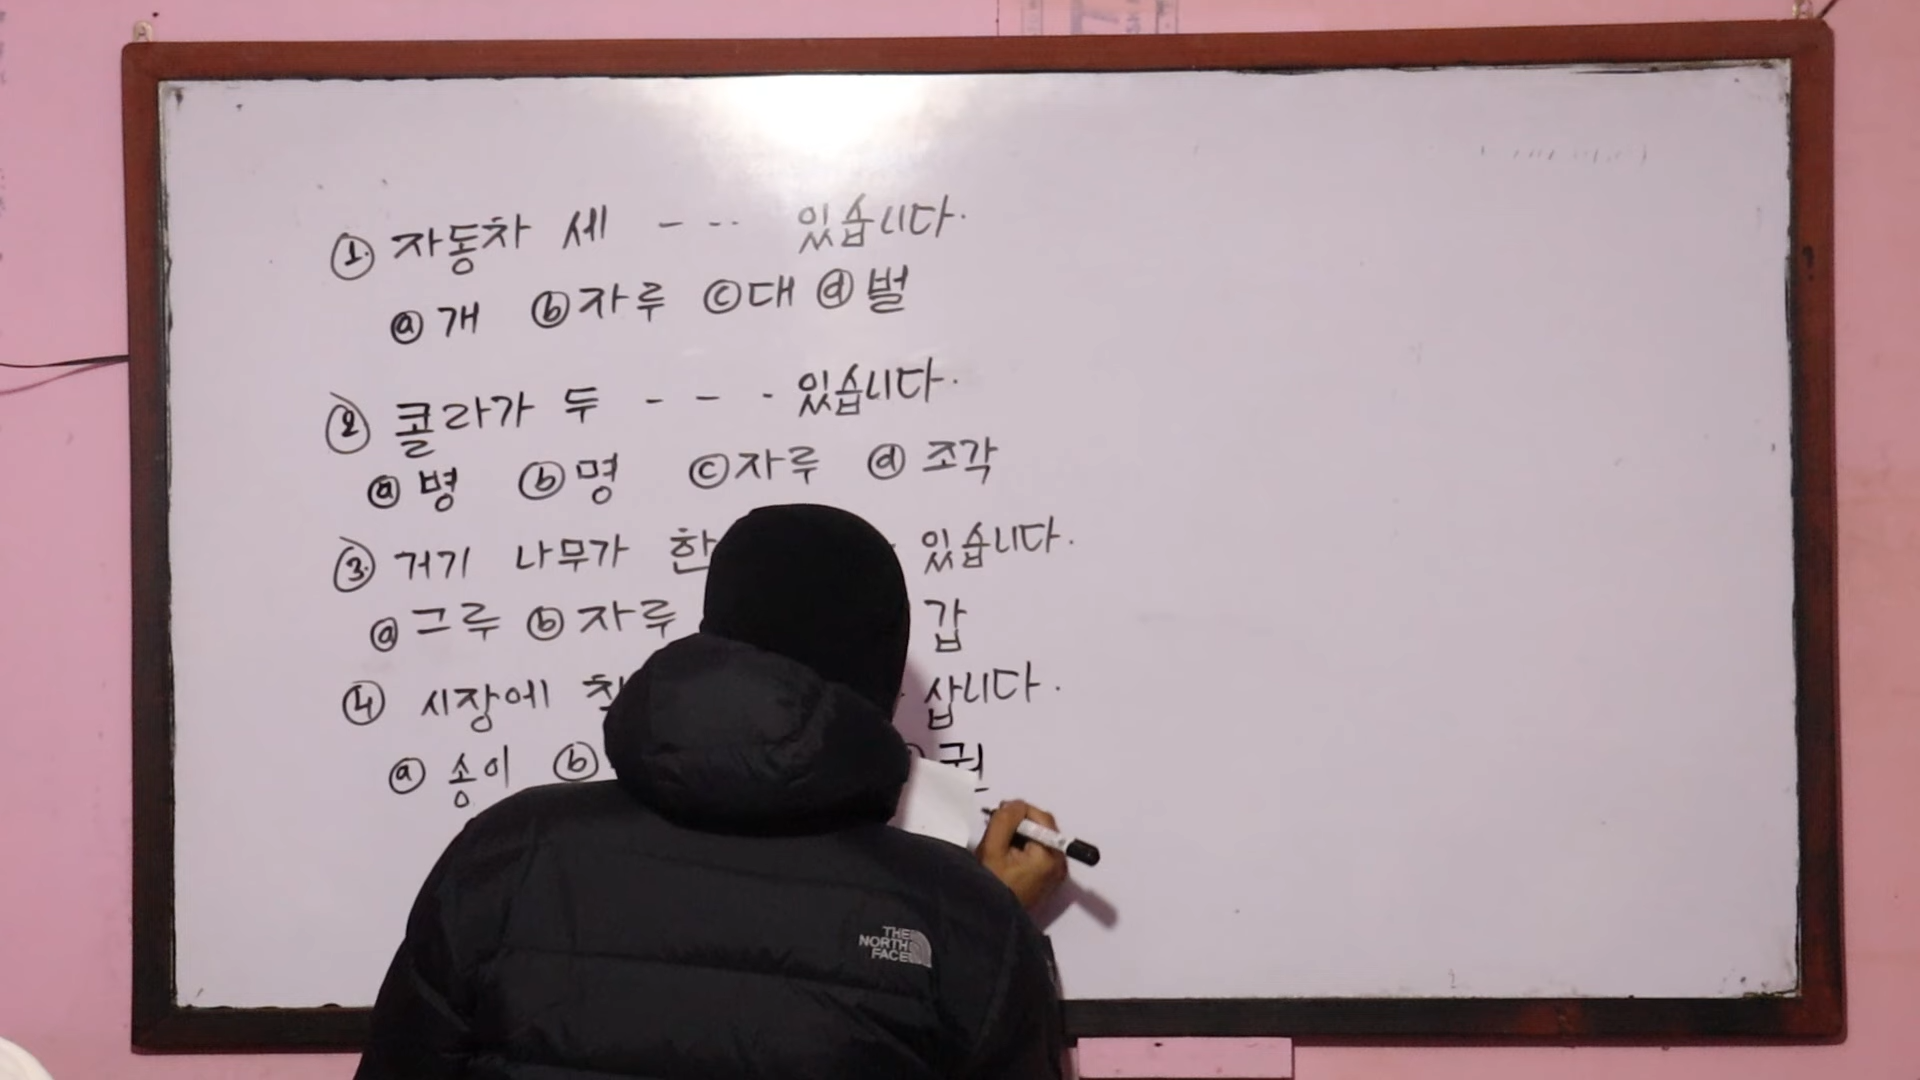 ① 자동차 세 - - - 있습니다.
ⓐ 개 ⓑ 자루 ⓒ 대 ⓓ 벌
② 콜라가 두 - - - 있습니다.
ⓐ 병 ⓑ 명 ⓒ 자루 ⓓ 조각
③ 거기 나무가 한 있습니다.
ⓐ 그루 ⓑ 자루 갑
④ 시장에 삽니다.
ⓐ 송이 ⓑ 권
THE
NORTH
FACE